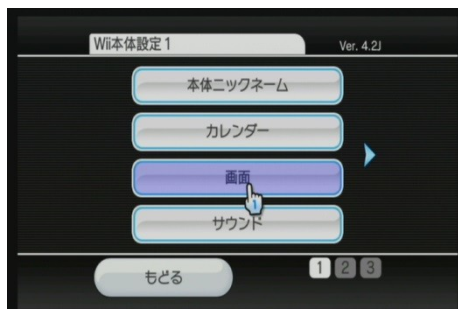 Wii本体設定 1
Ver. 4.2J
本体ニックネーム
カレンダー
画面
1
サウンド
もどる
1 2 3